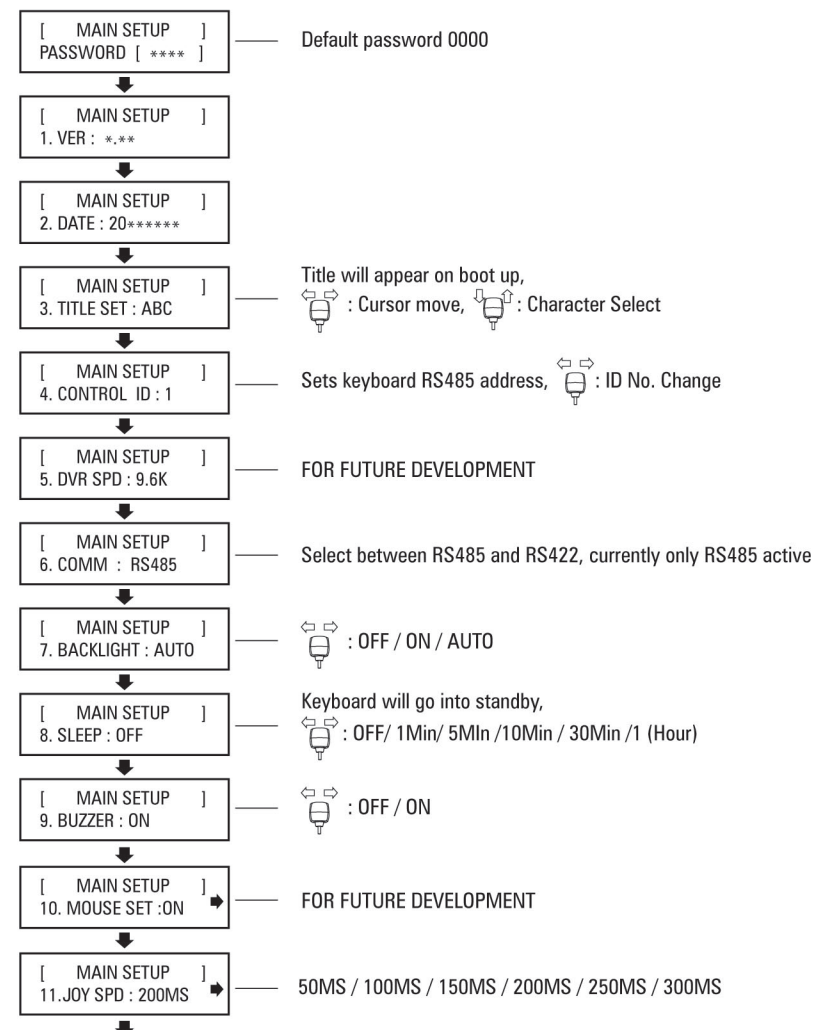 [ MAIN SETUP ]
PASSWORD [ **** ]
Default password 0000
[ MAIN SETUP ]
1. VER : *.**
[ MAIN SETUP ]
2. DATE : 20******
[ MAIN SETUP ]
3. TITLE SET : ABC
Title will appear on boot up,
: Cursor move, : Character Select
[ MAIN SETUP ]
4. CONTROL ID : 1
Sets keyboard RS485 address, : ID No. Change
[ MAIN SETUP ]
5. DVR SPD : 9.6K
FOR FUTURE DEVELOPMENT
[ MAIN SETUP ]
6. COMM : RS485
Select between RS485 and RS422, currently only RS485 active
[ MAIN SETUP ]
7. BACKLIGHT : AUTO
: OFF / ON / AUTO
[ MAIN SETUP ]
8. SLEEP : OFF
Keyboard will go into standby,
: OFF/ 1Min/ 5MIn /10Min / 30Min /1 (Hour)
[ MAIN SETUP ]
9. BUZZER : ON
: OFF / ON
[ MAIN SETUP ]
10. MOUSE SET :ON
FOR FUTURE DEVELOPMENT
[ MAIN SETUP ]
11.JOY SPD : 200MS
50MS / 100MS / 150MS / 200MS / 250MS / 300MS